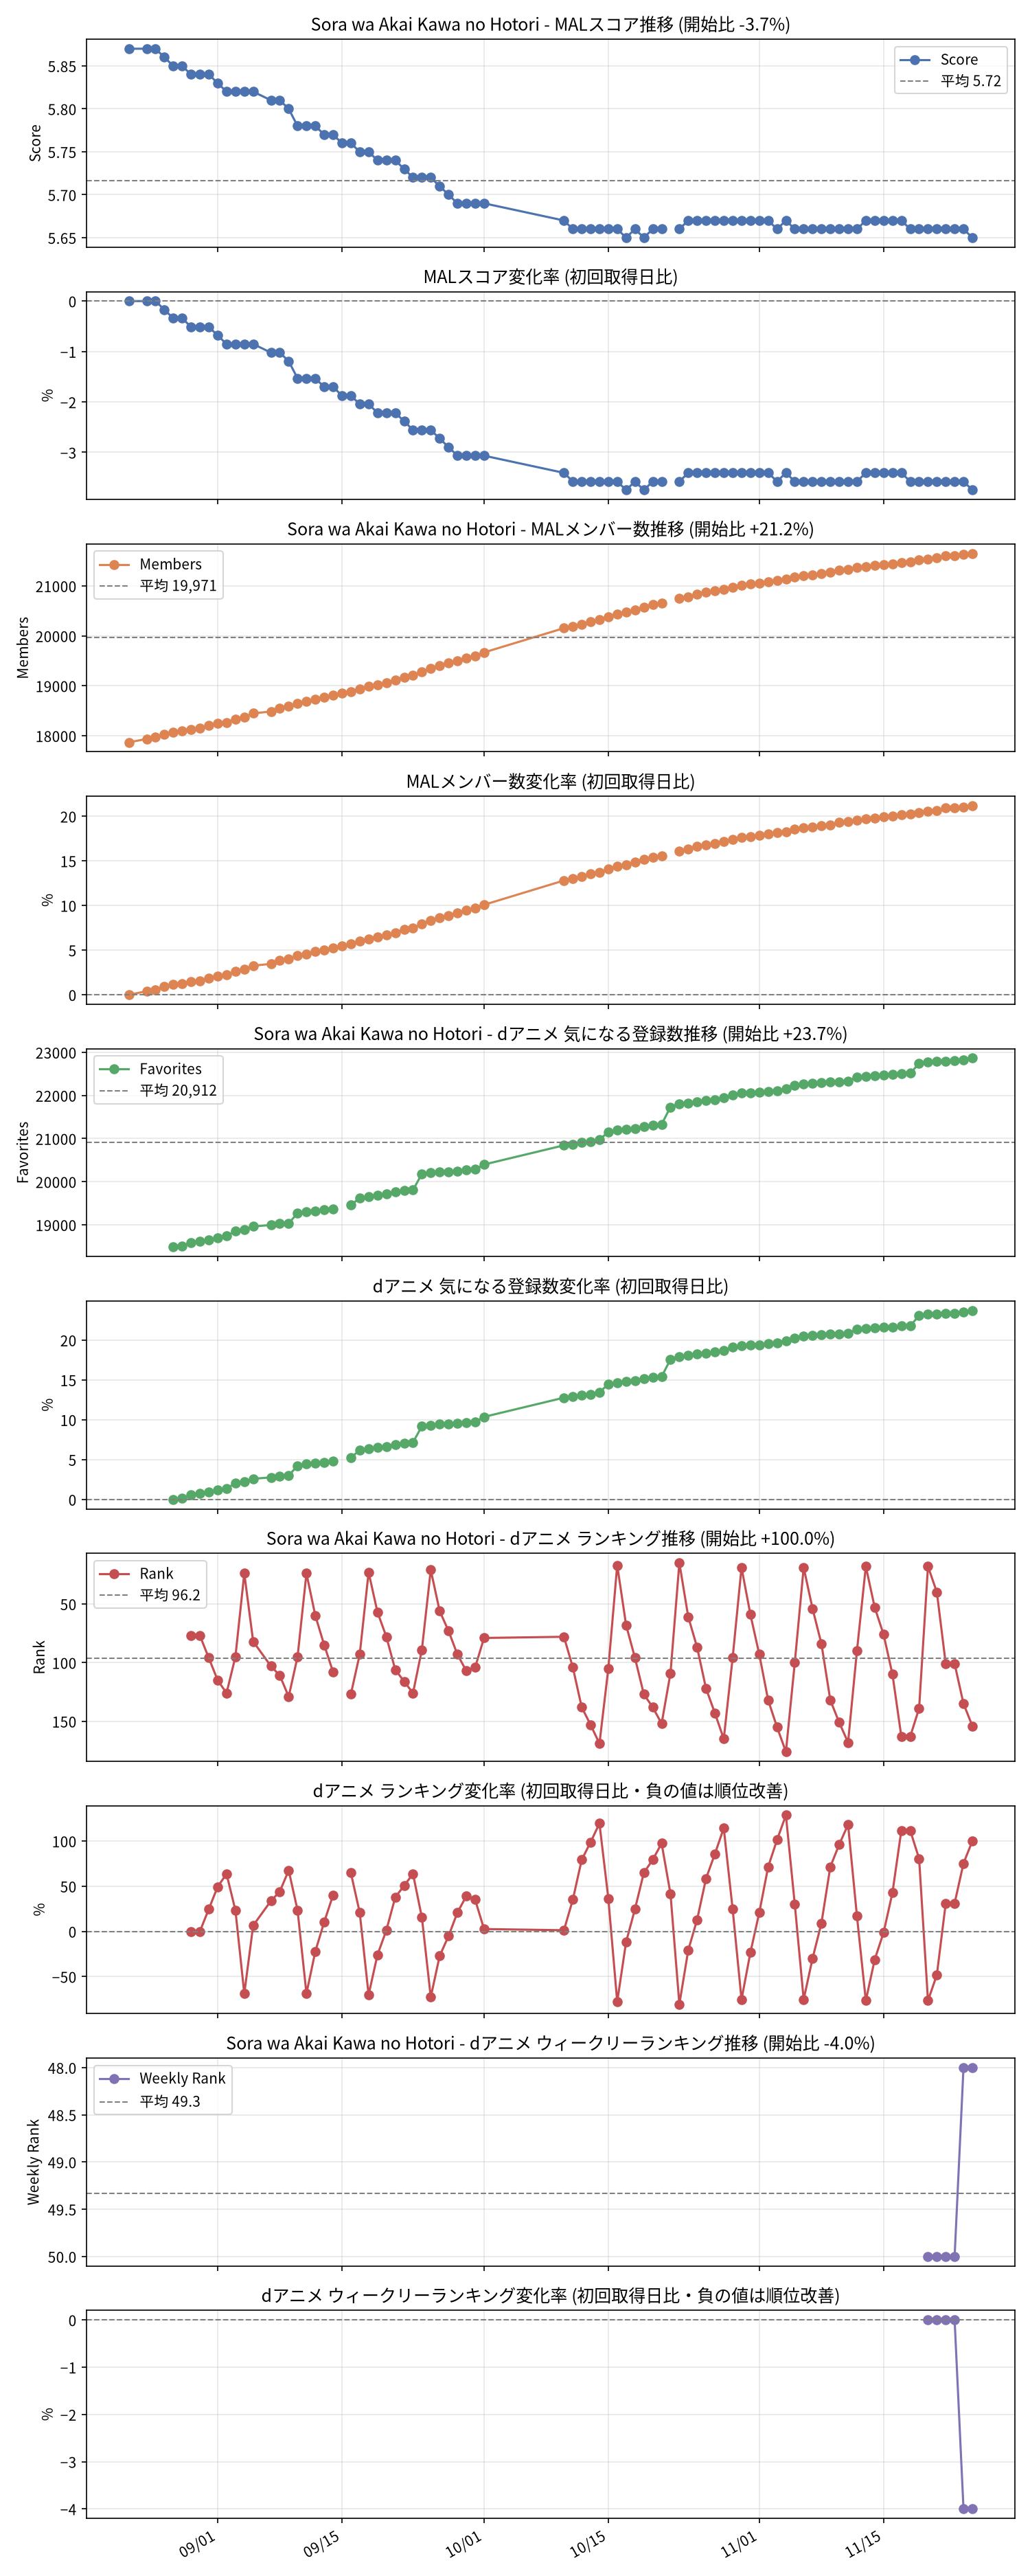 Sora wa Akai Kawa no Hotori - MALスコア推移 (開始比 -3.7%)
Score
平均 5.72
Score
5.85
5.80
5.75
5.70
5.65
MALスコア変化率 (初回取得日比)
%
0
−1
−2
−3
Sora wa Akai Kawa no Hotori - MALメンバー数推移 (開始比 +21.2%)
Members
平均 19,971
Members
21000
20000
19000
18000
MALメンバー数変化率 (初回取得日比)
%
20
15
10
5
0
Sora wa Akai Kawa no Hotori - dアニメ 気になる登録数推移 (開始比 +23.7%)
Favorites
平均 20,912
Favorites
23000
22000
21000
20000
19000
dアニメ 気になる登録数変化率 (初回取得日比)
%
20
15
10
5
0
Sora wa Akai Kawa no Hotori - dアニメ ランキング推移 (開始比 +100.0%)
Rank
平均 96.2
Rank
50
100
150
dアニメ ランキング変化率 (初回取得日比・負の値は順位改善)
%
100
50
0
−50
Sora wa Akai Kawa no Hotori - dアニメ ウィークリーランキング推移 (開始比 -4.0%)
Weekly Rank
平均 49.3
Weekly Rank
48.0
48.5
49.0
49.5
50.0
dアニメ ウィークリーランキング変化率 (初回取得日比・負の値は順位改善)
%
0
−1
−2
−3
−4
09/01
09/15
10/01
10/15
11/01
11/15